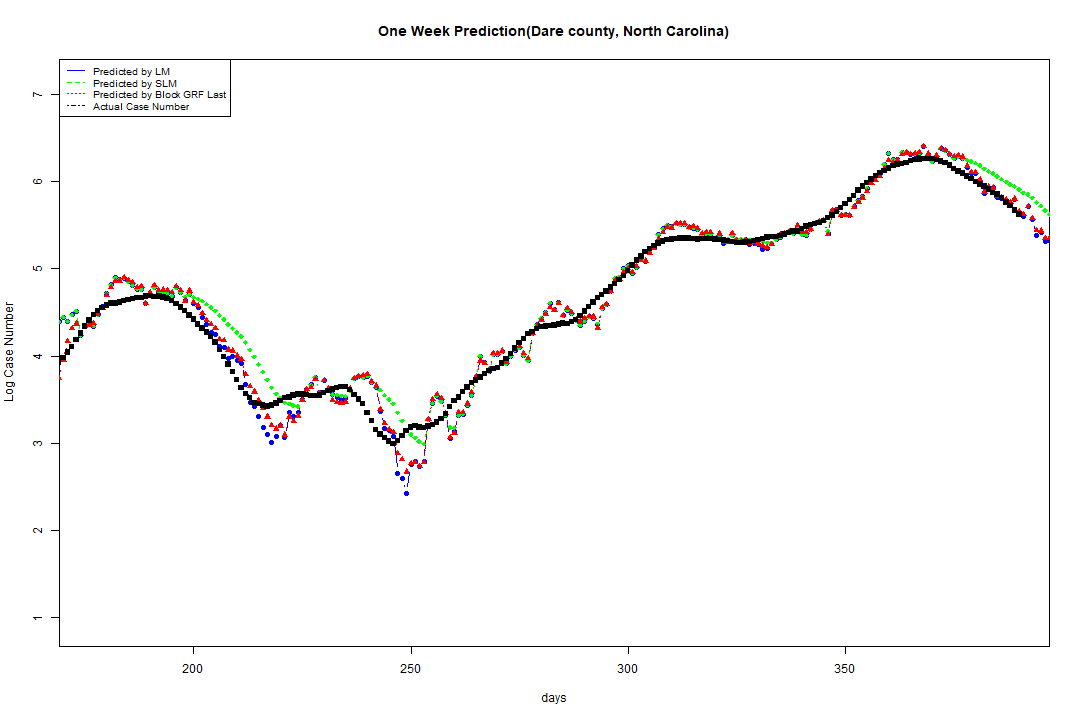 One Week Prediction(Dare county, North Carolina)
Predicted by LM
Predicted by SLM
Predicted by Block GRF Last
Actual Case Number
7
6
5
4
3
2
1
Log Case Number
200 250 300 350
days